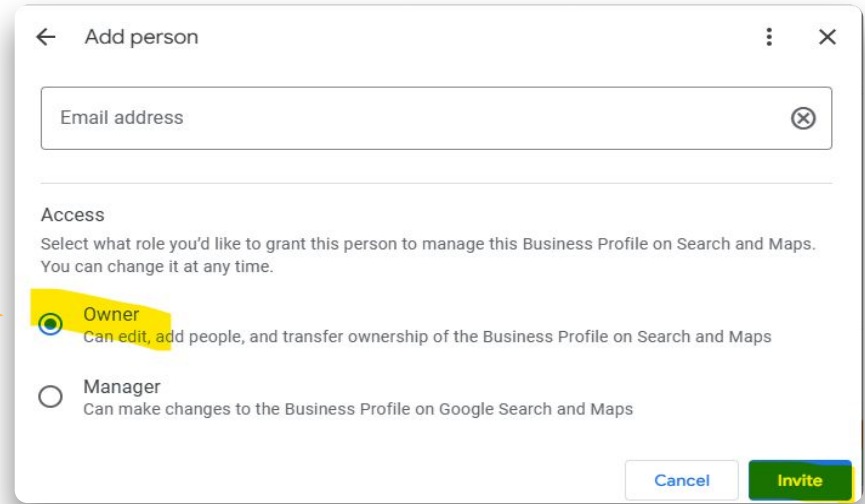 Add person
Email address
Access
Select what role you'd like to grant this person to manage this Business Profile on Search and Maps.
You can change it at any time.
Owner
Can edit, add people, and transfer ownership of the Business Profile on Search and Maps
Manager
Can make changes to the Business Profile on Google Search and Maps
Cancel Invite